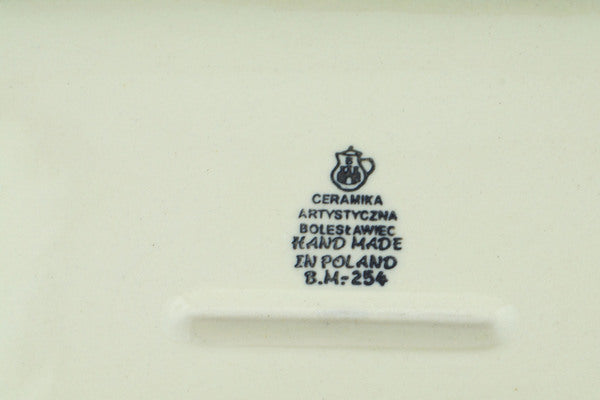 B
CERAMIKA
ARTYSTYCZNA
BOLESŁAWIEC
HAND MADE
IN POLAND
B.M.-254